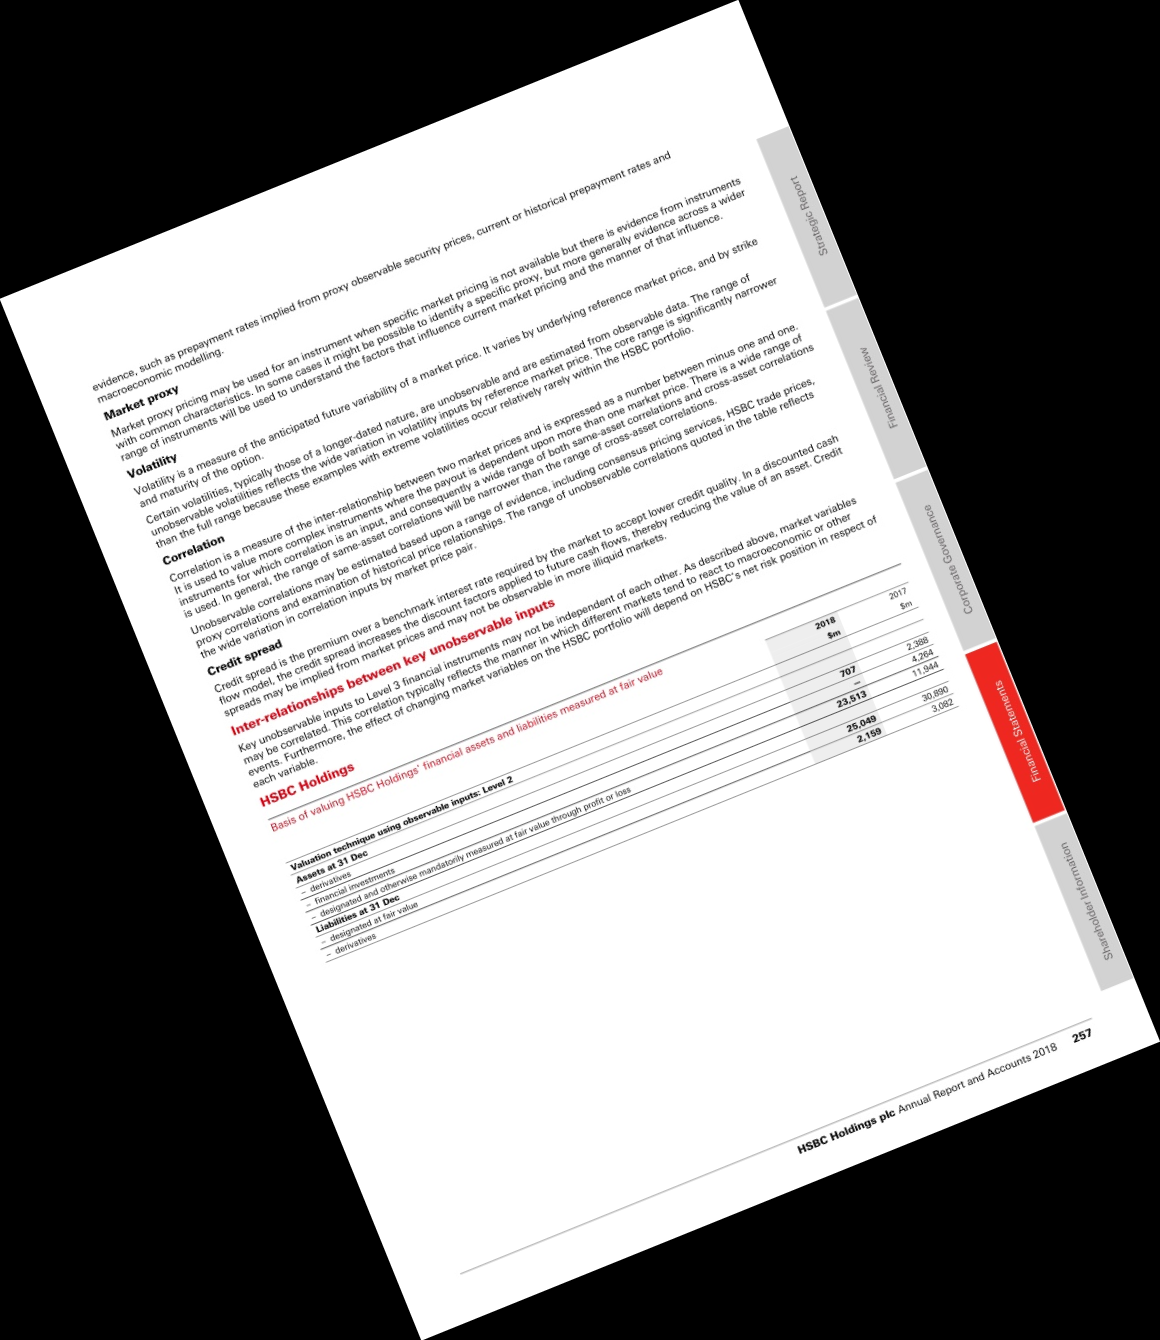 evidence, such as prepayment rates implied from proxy observable security prices, current or historical prepayment rates and
macroeconomic modelling.
Market proxy
Market proxy pricing may be used for an instrument when specific market pricing is not available but there is evidence from instruments
with common characteristics. In some cases it might be possible to identify a specific proxy, but more generally evidence across a wider
range of instruments will be used to understand the factors that influence current market pricing and the manner of that influence.
Volatility
Volatility is a measure of the anticipated future variability of a market price. It varies by underlying reference market price, and by strike
and maturity of the option.
Certain volatilities, typically those of a longer-dated nature, are unobservable and are estimated from observable data. The range of
unobservable volatilities reflects the wide variation in volatility inputs by reference market price. The core range is significantly narrower
than the full range because these examples with extreme volatilities occur relatively rarely within the HSBC portfolio.
Correlation
Correlation is a measure of the inter-relationship between two market prices and is expressed as a number between minus one and one.
It is used to value more complex instruments where the payout is dependent upon more than one market price. There is a wide range of
instruments for which correlation is an input, and consequently a wide range of both same-asset correlations and cross-asset correlations
is used. In general, the range of same-asset correlations will be narrower than the range of cross-asset correlations.
Unobservable correlations may be estimated based upon a range of evidence, including consensus pricing services, HSBC trade prices,
proxy correlations and examination of historical price relationships. The range of unobservable correlations quoted in the table reflects
the wide variation in correlation inputs by market price pair.
Credit spread
Credit spread is the premium over a benchmark interest rate required by the market to accept lower credit quality. In a discounted cash
flow model, the credit spread increases the discount factors applied to future cash flows, thereby reducing the value of an asset. Credit
spreads may be implied from market prices and may not be observable in more illiquid markets.
Inter-relationships between key unobservable inputs
Key unobservable inputs to Level 3 financial instruments may not be independent of each other. As described above, market variables
may be correlated. This correlation typically reflects the manner in which different markets tend to react to macroeconomic or other
events. Furthermore, the effect of changing market variables on the HSBC portfolio will depend on HSBC's net risk position in respect of
each variable.
HSBC Holdings
Basis of valuing HSBC Holdings' financial assets and liabilities measured at fair value
2018 2017
$m $m
Valuation technique using observable inputs: Level 2
Assets at 31 Dec
– derivatives 707 2,388
– financial investments – 4,264
– designated and otherwise mandatorily measured at fair value through profit or loss 23,513 11,944
Liabilities at 31 Dec
– designated at fair value 25,049 30,890
– derivatives 2,159 3,082
Strategic Report
Financial Review
Corporate Governance
Financial Statements
Shareholder Information
HSBC Holdings plc Annual Report and Accounts 2018 257